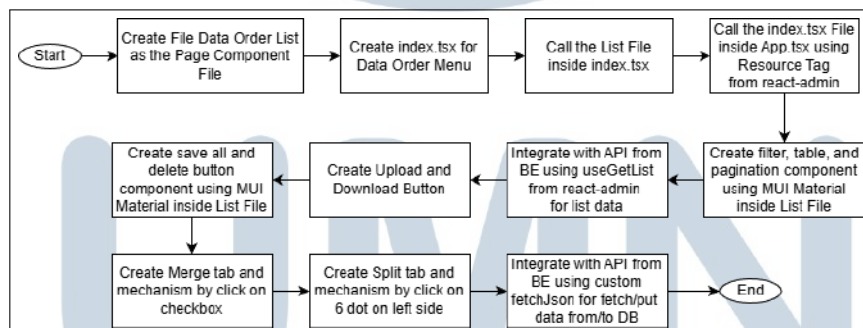 Start
Create File Data Order List
as the Page Component
File
Create index.tsx for
Data Order Menu
Call the List File
inside index.tsx
Call the index.tsx File
inside App.tsx using
Resource Tag
from react-admin
Create filter, table, and
pagination component
using MUI Material
inside List File
Integrate with API from
BE using useGetList
from react-admin
for list data
Create Upload and
Download Button
Create save all and
delete button
component using MUI
Material inside List File
Create Merge tab and
mechanism by click on
checkbox
Create Split tab and
mechanism by click on
6 dot on left side
Integrate with API from
BE using custom
fetchJson for fetch/put
data from/to DB
End
UMN